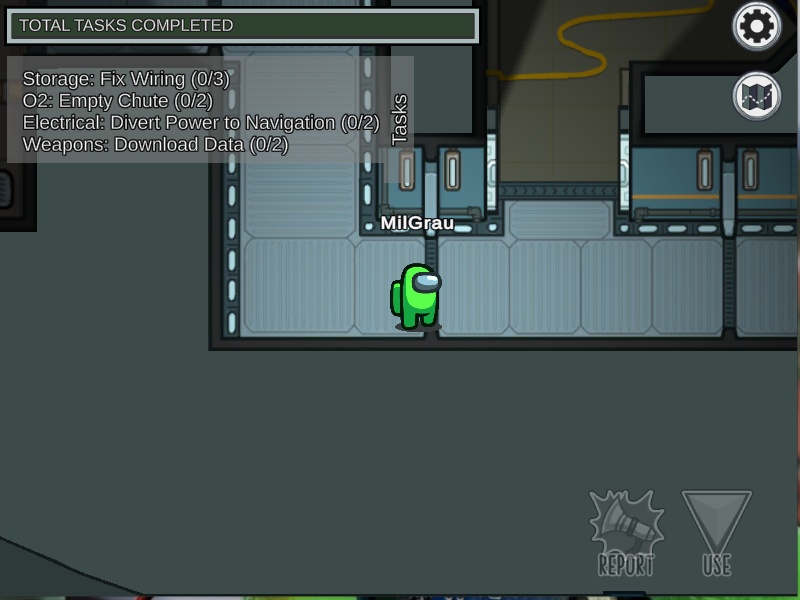 TOTAL TASKS COMPLETED
Storage: Fix Wiring (0/3)
O2: Empty Chute (0/2)
Electrical: Divert Power to Navigation (0/2)
Weapons: Download Data (0/2)
Tasks
MilGrau
REPORT
USE